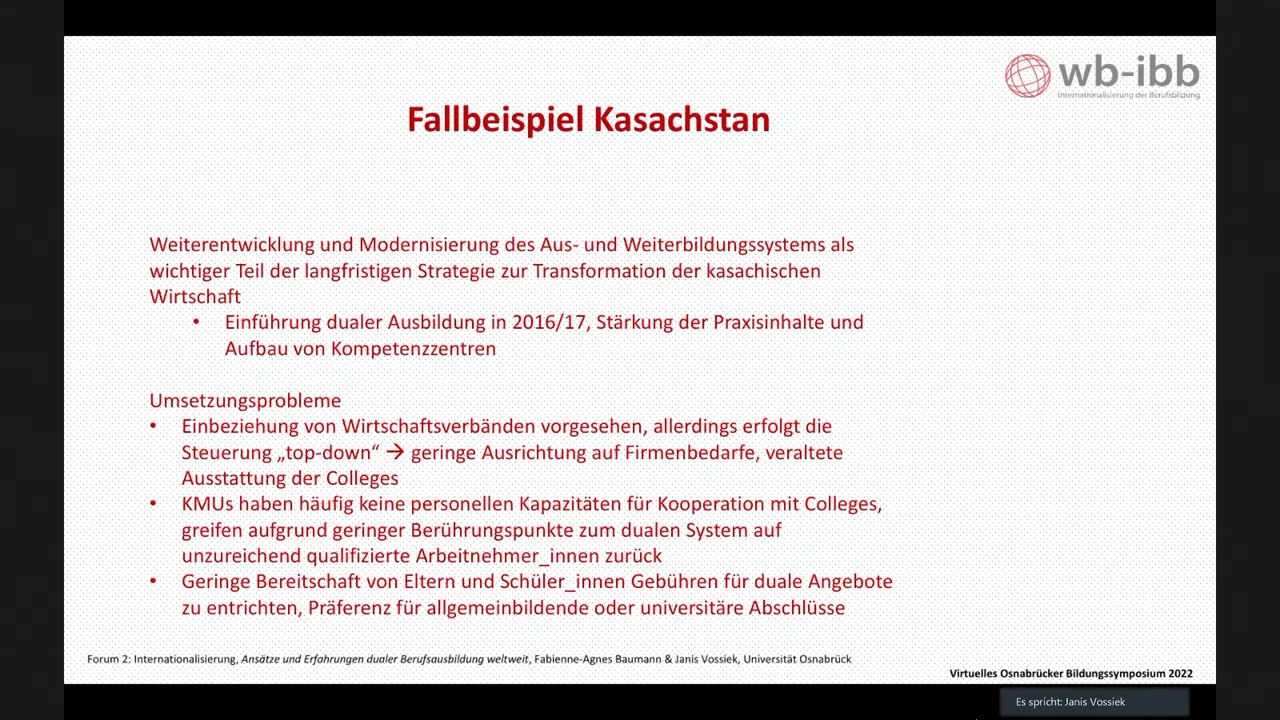 wb-ibb
Internationalisierung der Berufsbildung
Fallbeispiel Kasachstan
Weiterentwicklung und Modernisierung des Aus- und Weiterbildungssystems als
wichtiger Teil der langfristigen Strategie zur Transformation der kasachischen
Wirtschaft
• Einführung dualer Ausbildung in 2016/17, Stärkung der Praxisinhalte und
Aufbau von Kompetenzzentren
Umsetzungsprobleme
• Einbeziehung von Wirtschaftsverbänden vorgesehen, allerdings erfolgt die
Steuerung „top-down“ → geringe Ausrichtung auf Firmenbedarfe, veraltete
Ausstattung der Colleges
• KMUs haben häufig keine personellen Kapazitäten für Kooperation mit Colleges,
greifen aufgrund geringer Berührungspunkte zum dualen System auf
unzureichend qualifizierte Arbeitnehmer_innen zurück
• Geringe Bereitschaft von Eltern und Schüler_innen Gebühren für duale Angebote
zu entrichten, Präferenz für allgemeinbildende oder universitäre Abschlüsse
Forum 2: Internationalisierung, Ansätze und Erfahrungen dualer Berufsausbildung weltweit, Fabienne-Agnes Baumann & Janis Vossiek, Universität Osnabrück
Virtuelles Osnabrücker Bildungssymposium 2022
Es spricht: Janis Vossiek